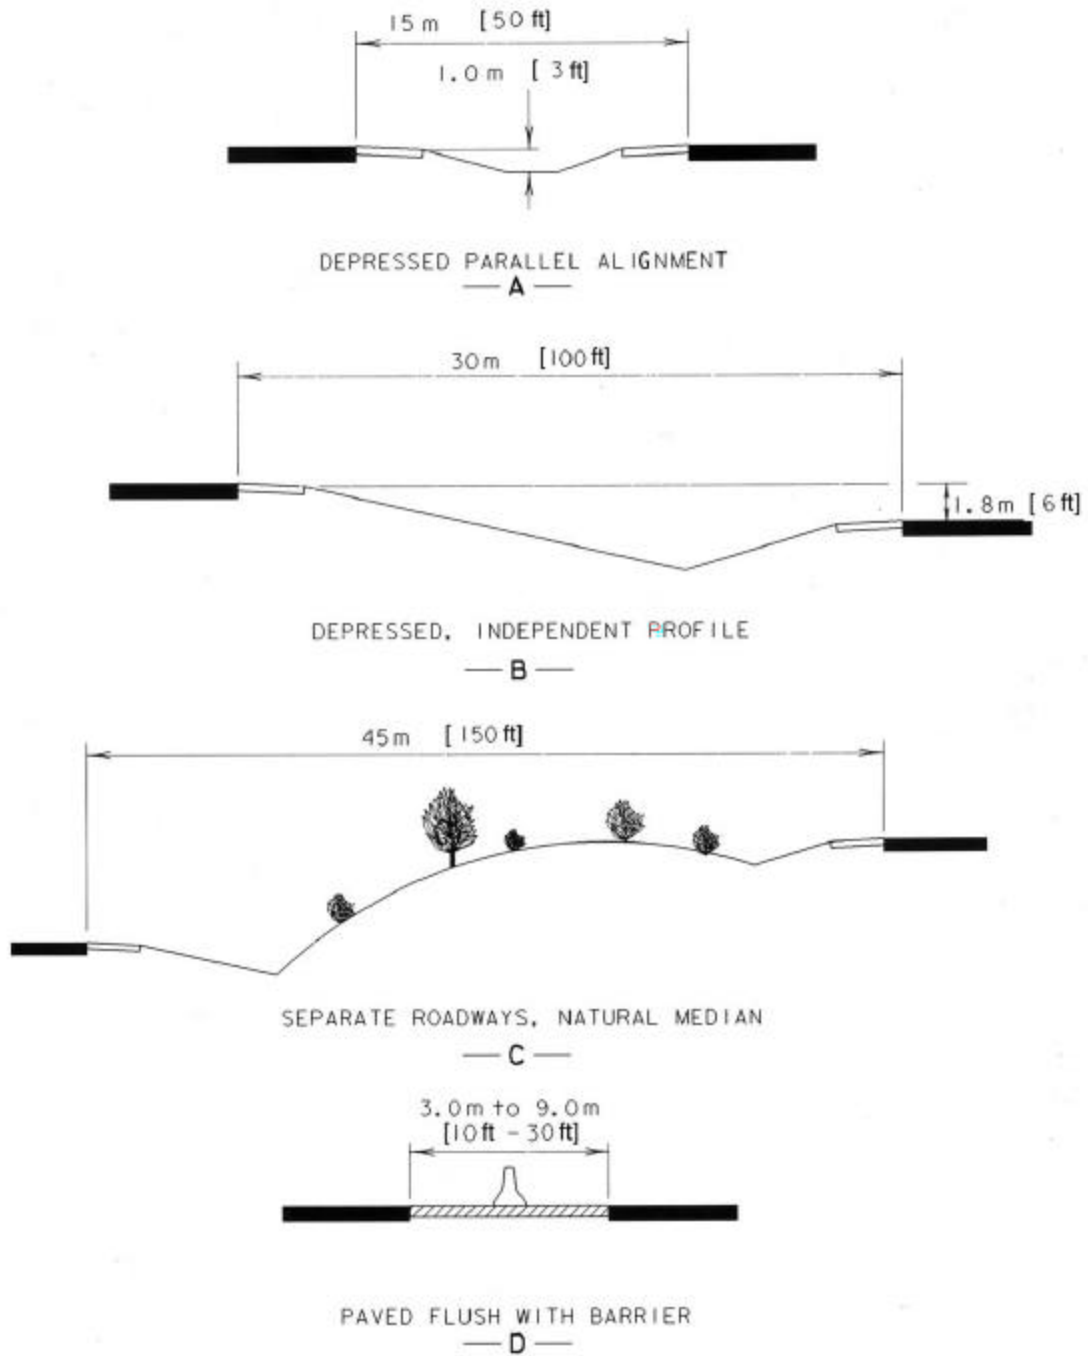 15 m [50 ft]
1.0 m [ 3 ft]
DEPRESSED PARALLEL ALIGNMENT
— A —
30 m [100 ft]
1.8 m [ 6 ft]
DEPRESSED, INDEPENDENT PROFILE
— B —
45 m [ 150 ft]
SEPARATE ROADWAYS, NATURAL MEDIAN
— C —
3.0 m to 9.0 m
[10 ft - 30 ft]
PAVED FLUSH WITH BARRIER
— D —